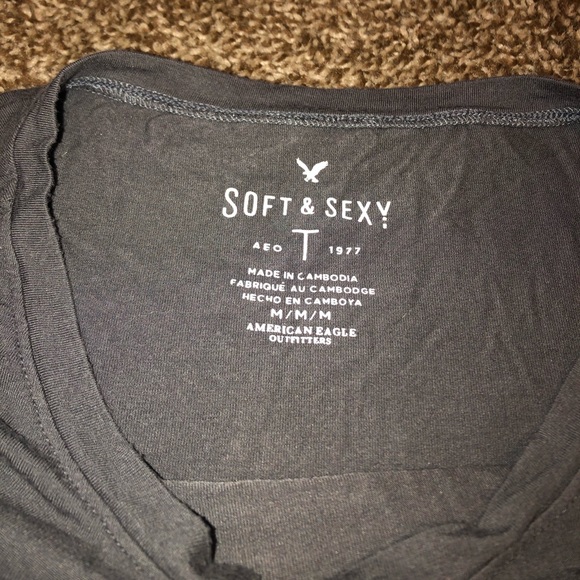 SOFT & SEXY
AEO T 1977
MADE IN CAMBODIA
FABRIQUÉ AU CAMBODGE
HECHO EN CAMBOYA
M/M/M
AMERICAN EAGLE
OUTFITTERS